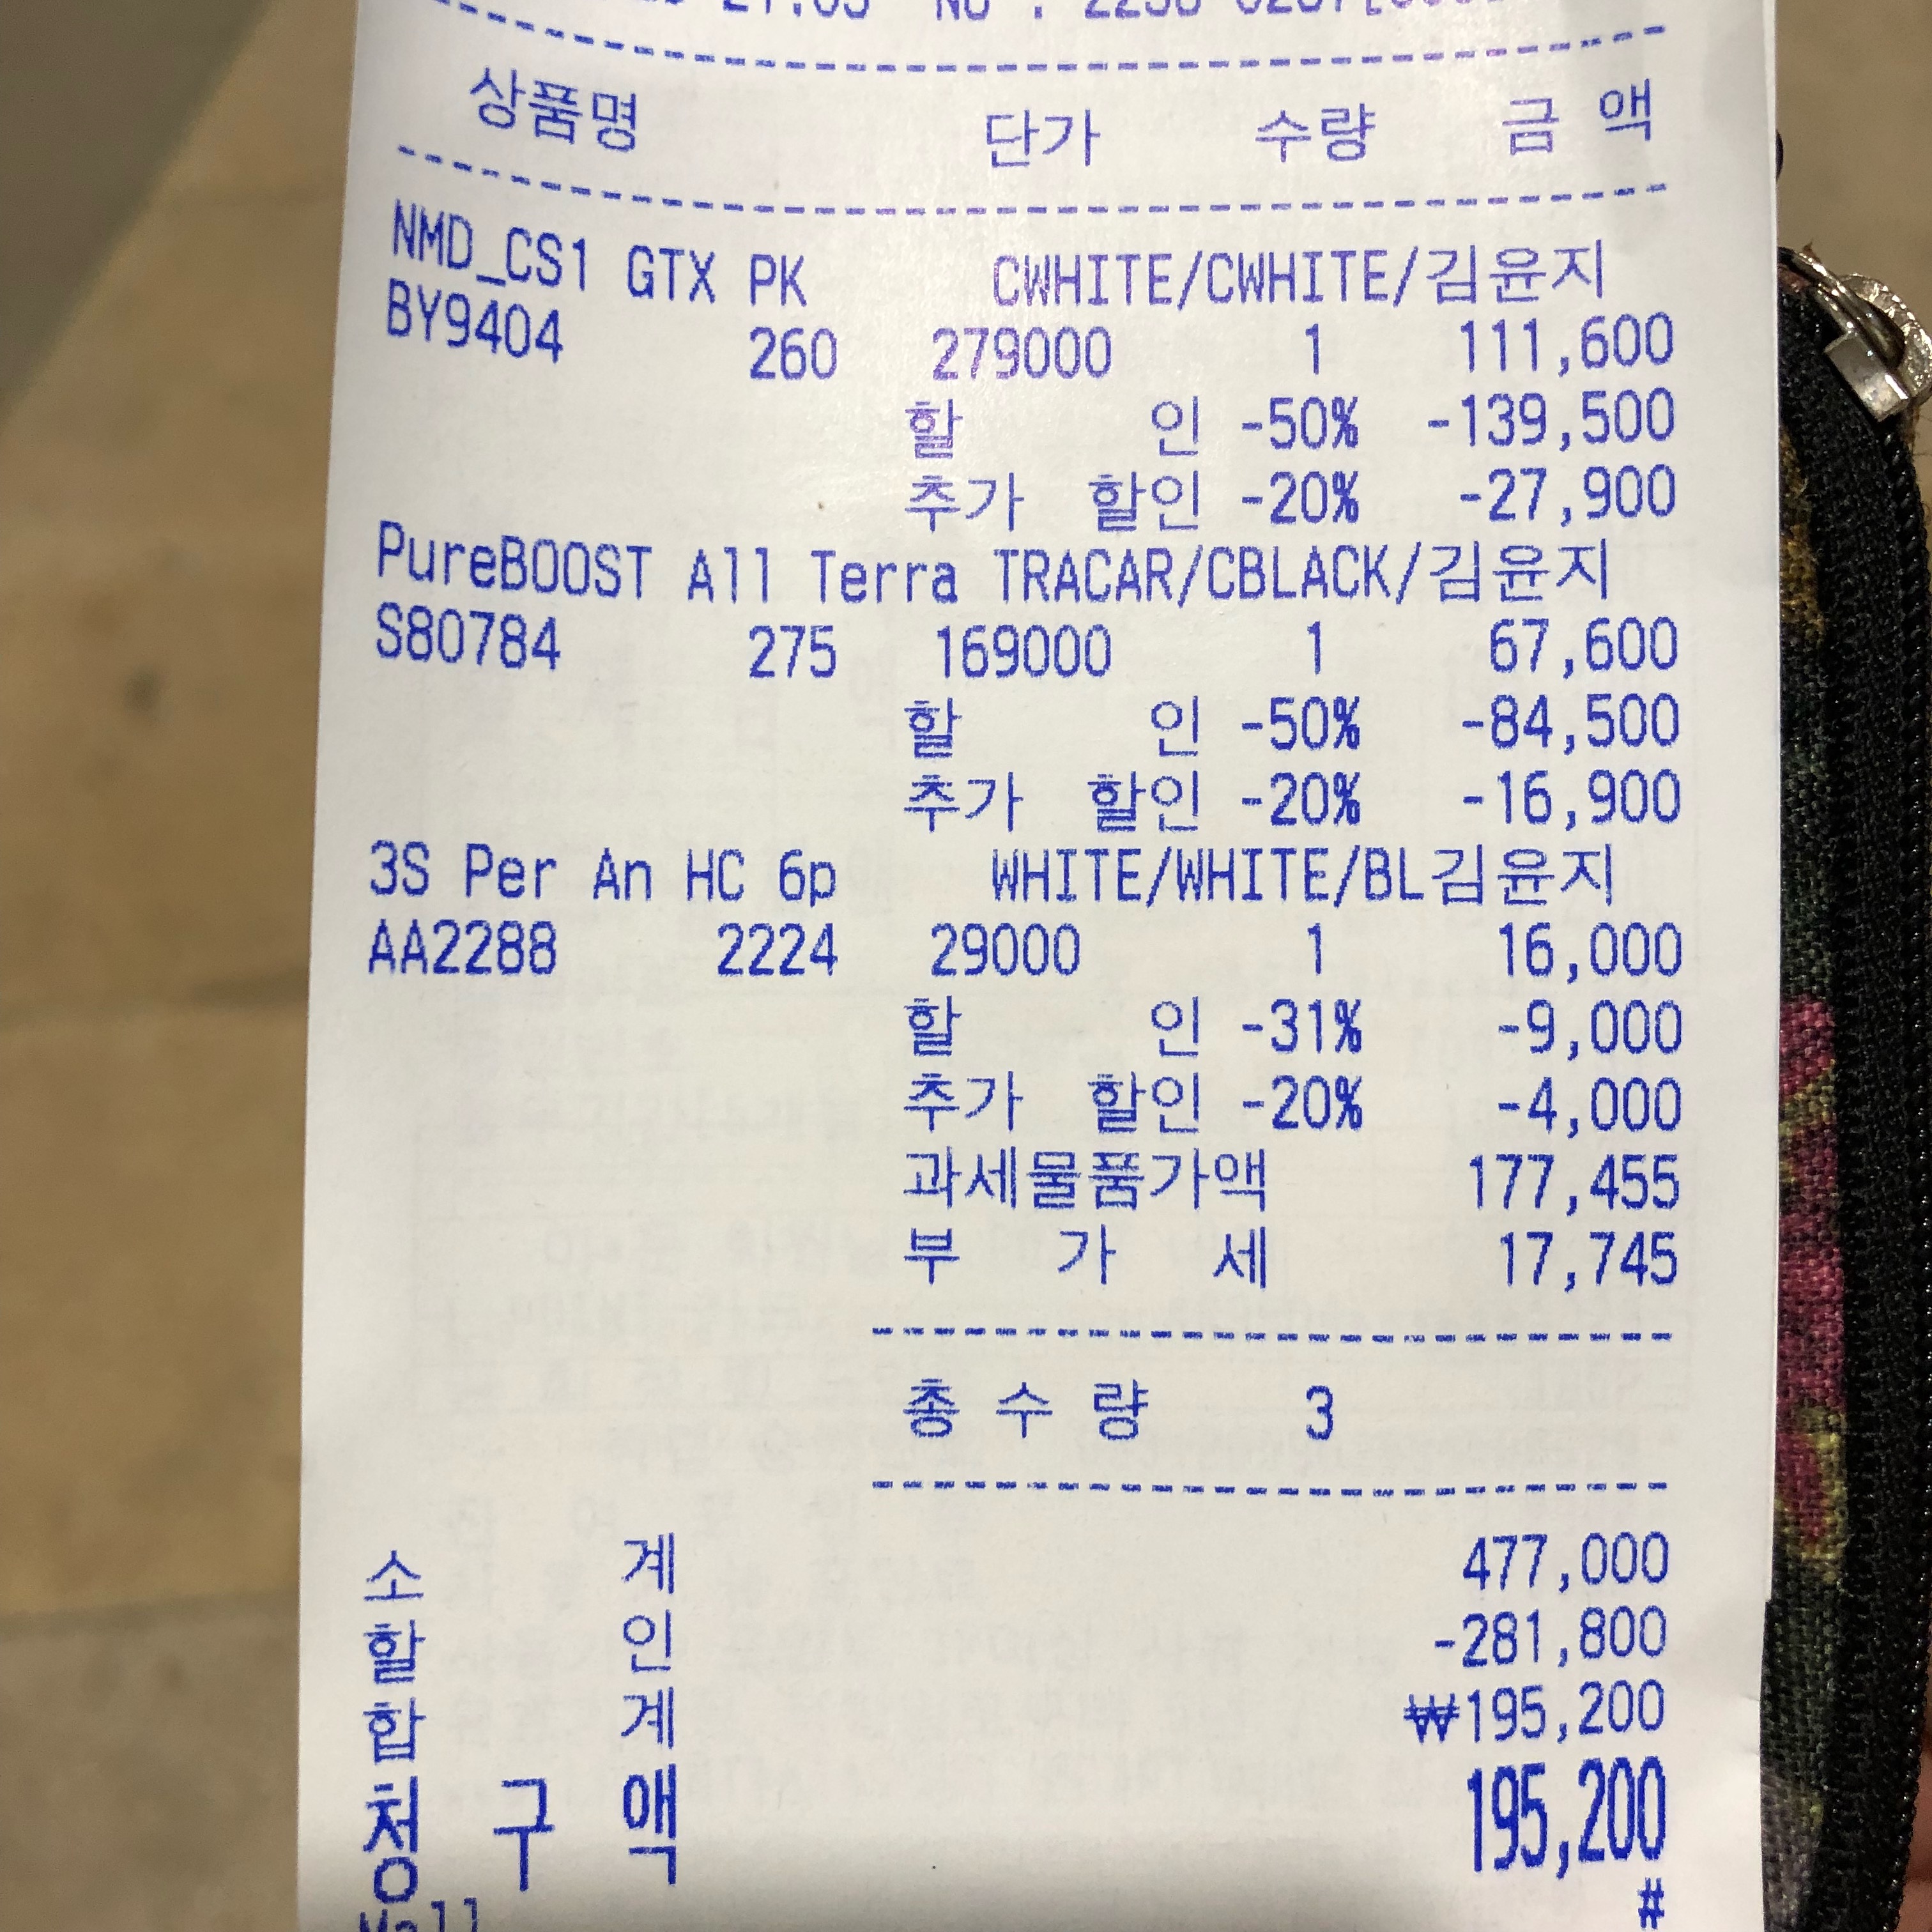 상품명 단가 수량 금 액
NMD_CS1 GTX PK CWHITE/CWHITE/김윤지
BY9404 260 279000 1 111,600
할 인 -50% -139,500
추가 할인 -20% -27,900
PureBOOST All Terra TRACAR/CBLACK/김윤지
S80784 275 169000 1 67,600
할 인 -50% -84,500
추가 할인 -20% -16,900
3S Per An HC 6p WHITE/WHITE/BL김윤지
AA2288 2224 29000 1 16,000
할 인 -31% -9,000
추가 할인 -20% -4,000
과세물품가액 177,455
부 가 세 17,745
총 수 량 3
소 계 477,000
할 인 -281,800
합 계 ₩195,200
청 구 액 195,200
#